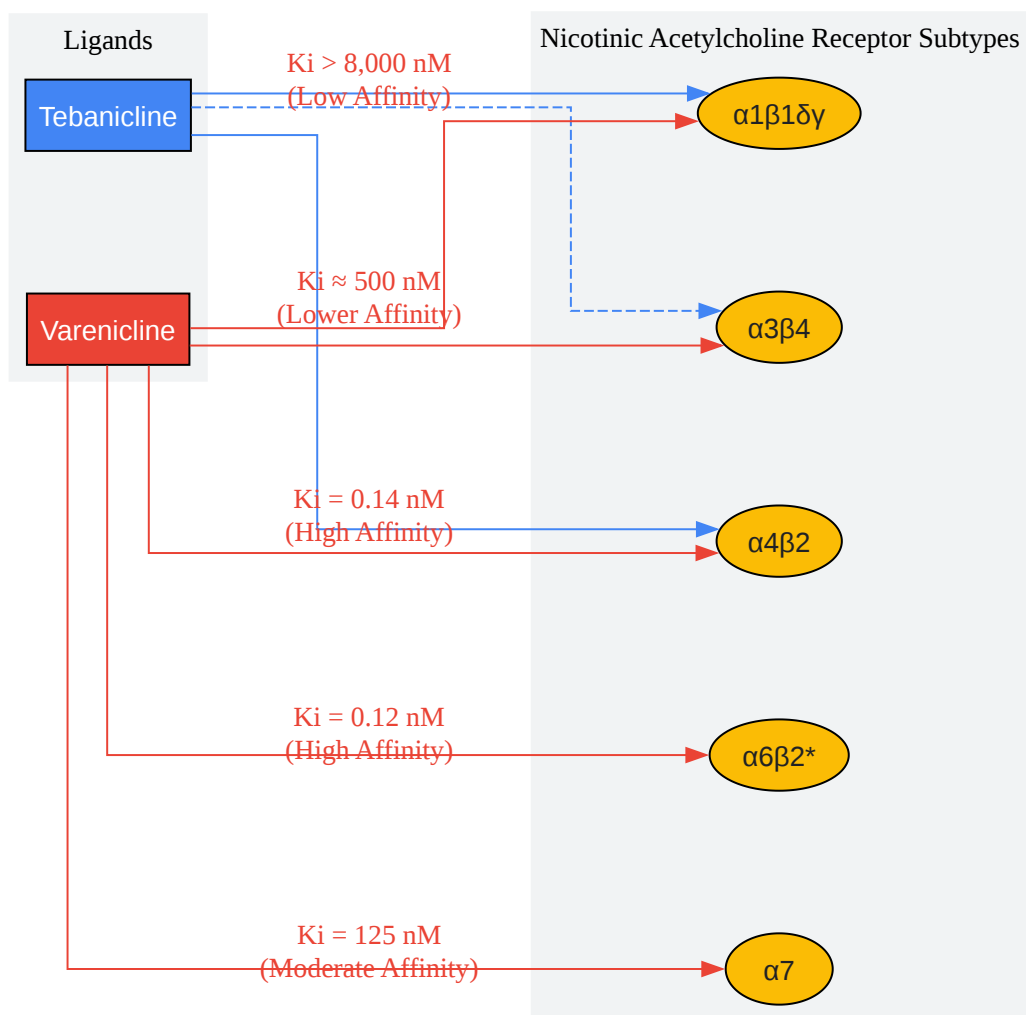 Ligands
Nicotinic Acetylcholine Receptor Subtypes
Ki > 8,000 nM
(Low Affinity)
Tebanicline
α1β1δγ
Ki ≈ 500 nM
(Lower Affinity)
Varenicline
α3β4
Ki = 0.14 nM
(High Affinity)
α4β2
Ki = 0.12 nM
(High Affinity)
α6β2*
Ki = 125 nM
(Moderate Affinity)
α7